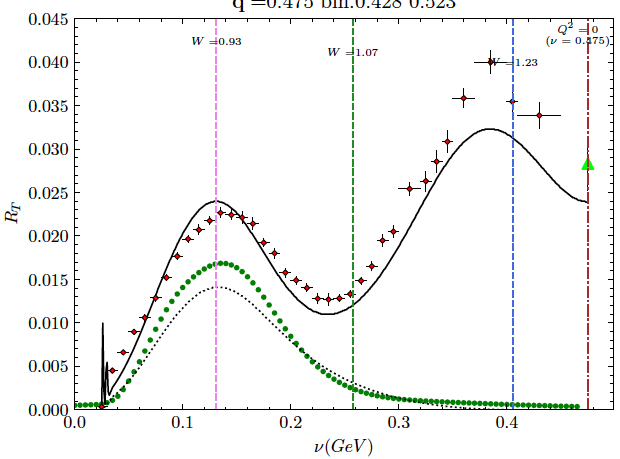 q =0.475 bin:0.428 0.523
0.045
0.040
0.035
0.030
0.025
0.020
0.015
0.010
0.005
0.000
R_T
W =0.93
W =1.07
W =1.23
Q² = 0
(ν = 0.475)
0.0
0.1
0.2
0.3
0.4
ν(GeV)